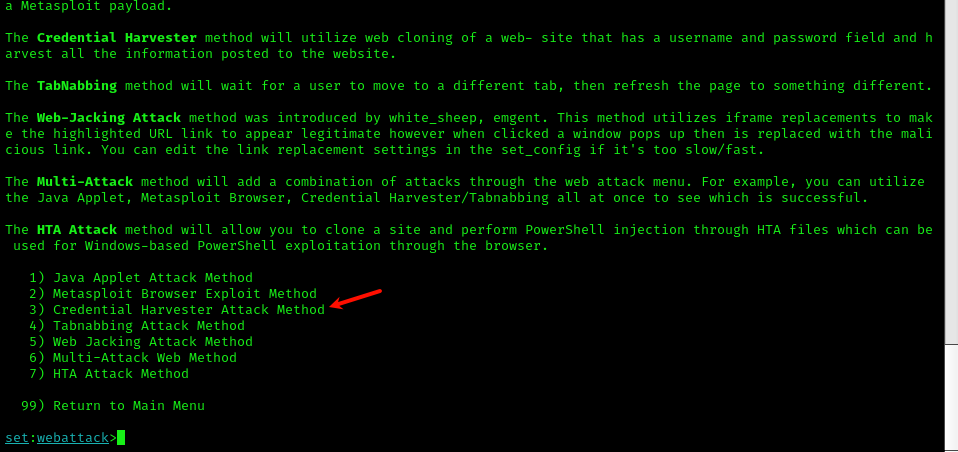 a Metasploit payload.
The Credential Harvester method will utilize web cloning of a web- site that has a username and password field and h
arvest all the information posted to the website.
The TabNabbing method will wait for a user to move to a different tab, then refresh the page to something different.
The Web-Jacking Attack method was introduced by white_sheep, emgent. This method utilizes iframe replacements to mak
e the highlighted URL link to appear legitimate however when clicked a window pops up then is replaced with the mali
cious link. You can edit the link replacement settings in the set_config if it's too slow/fast.
The Multi-Attack method will add a combination of attacks through the web attack menu. For example, you can utilize
the Java Applet, Metasploit Browser, Credential Harvester/Tabnabbing all at once to see which is successful.
The HTA Attack method will allow you to clone a site and perform PowerShell injection through HTA files which can be
used for Windows-based PowerShell exploitation through the browser.
1) Java Applet Attack Method
2) Metasploit Browser Exploit Method
3) Credential Harvester Attack Method
4) Tabnabbing Attack Method
5) Web Jacking Attack Method
6) Multi-Attack Web Method
7) HTA Attack Method
99) Return to Main Menu
set:webattack>